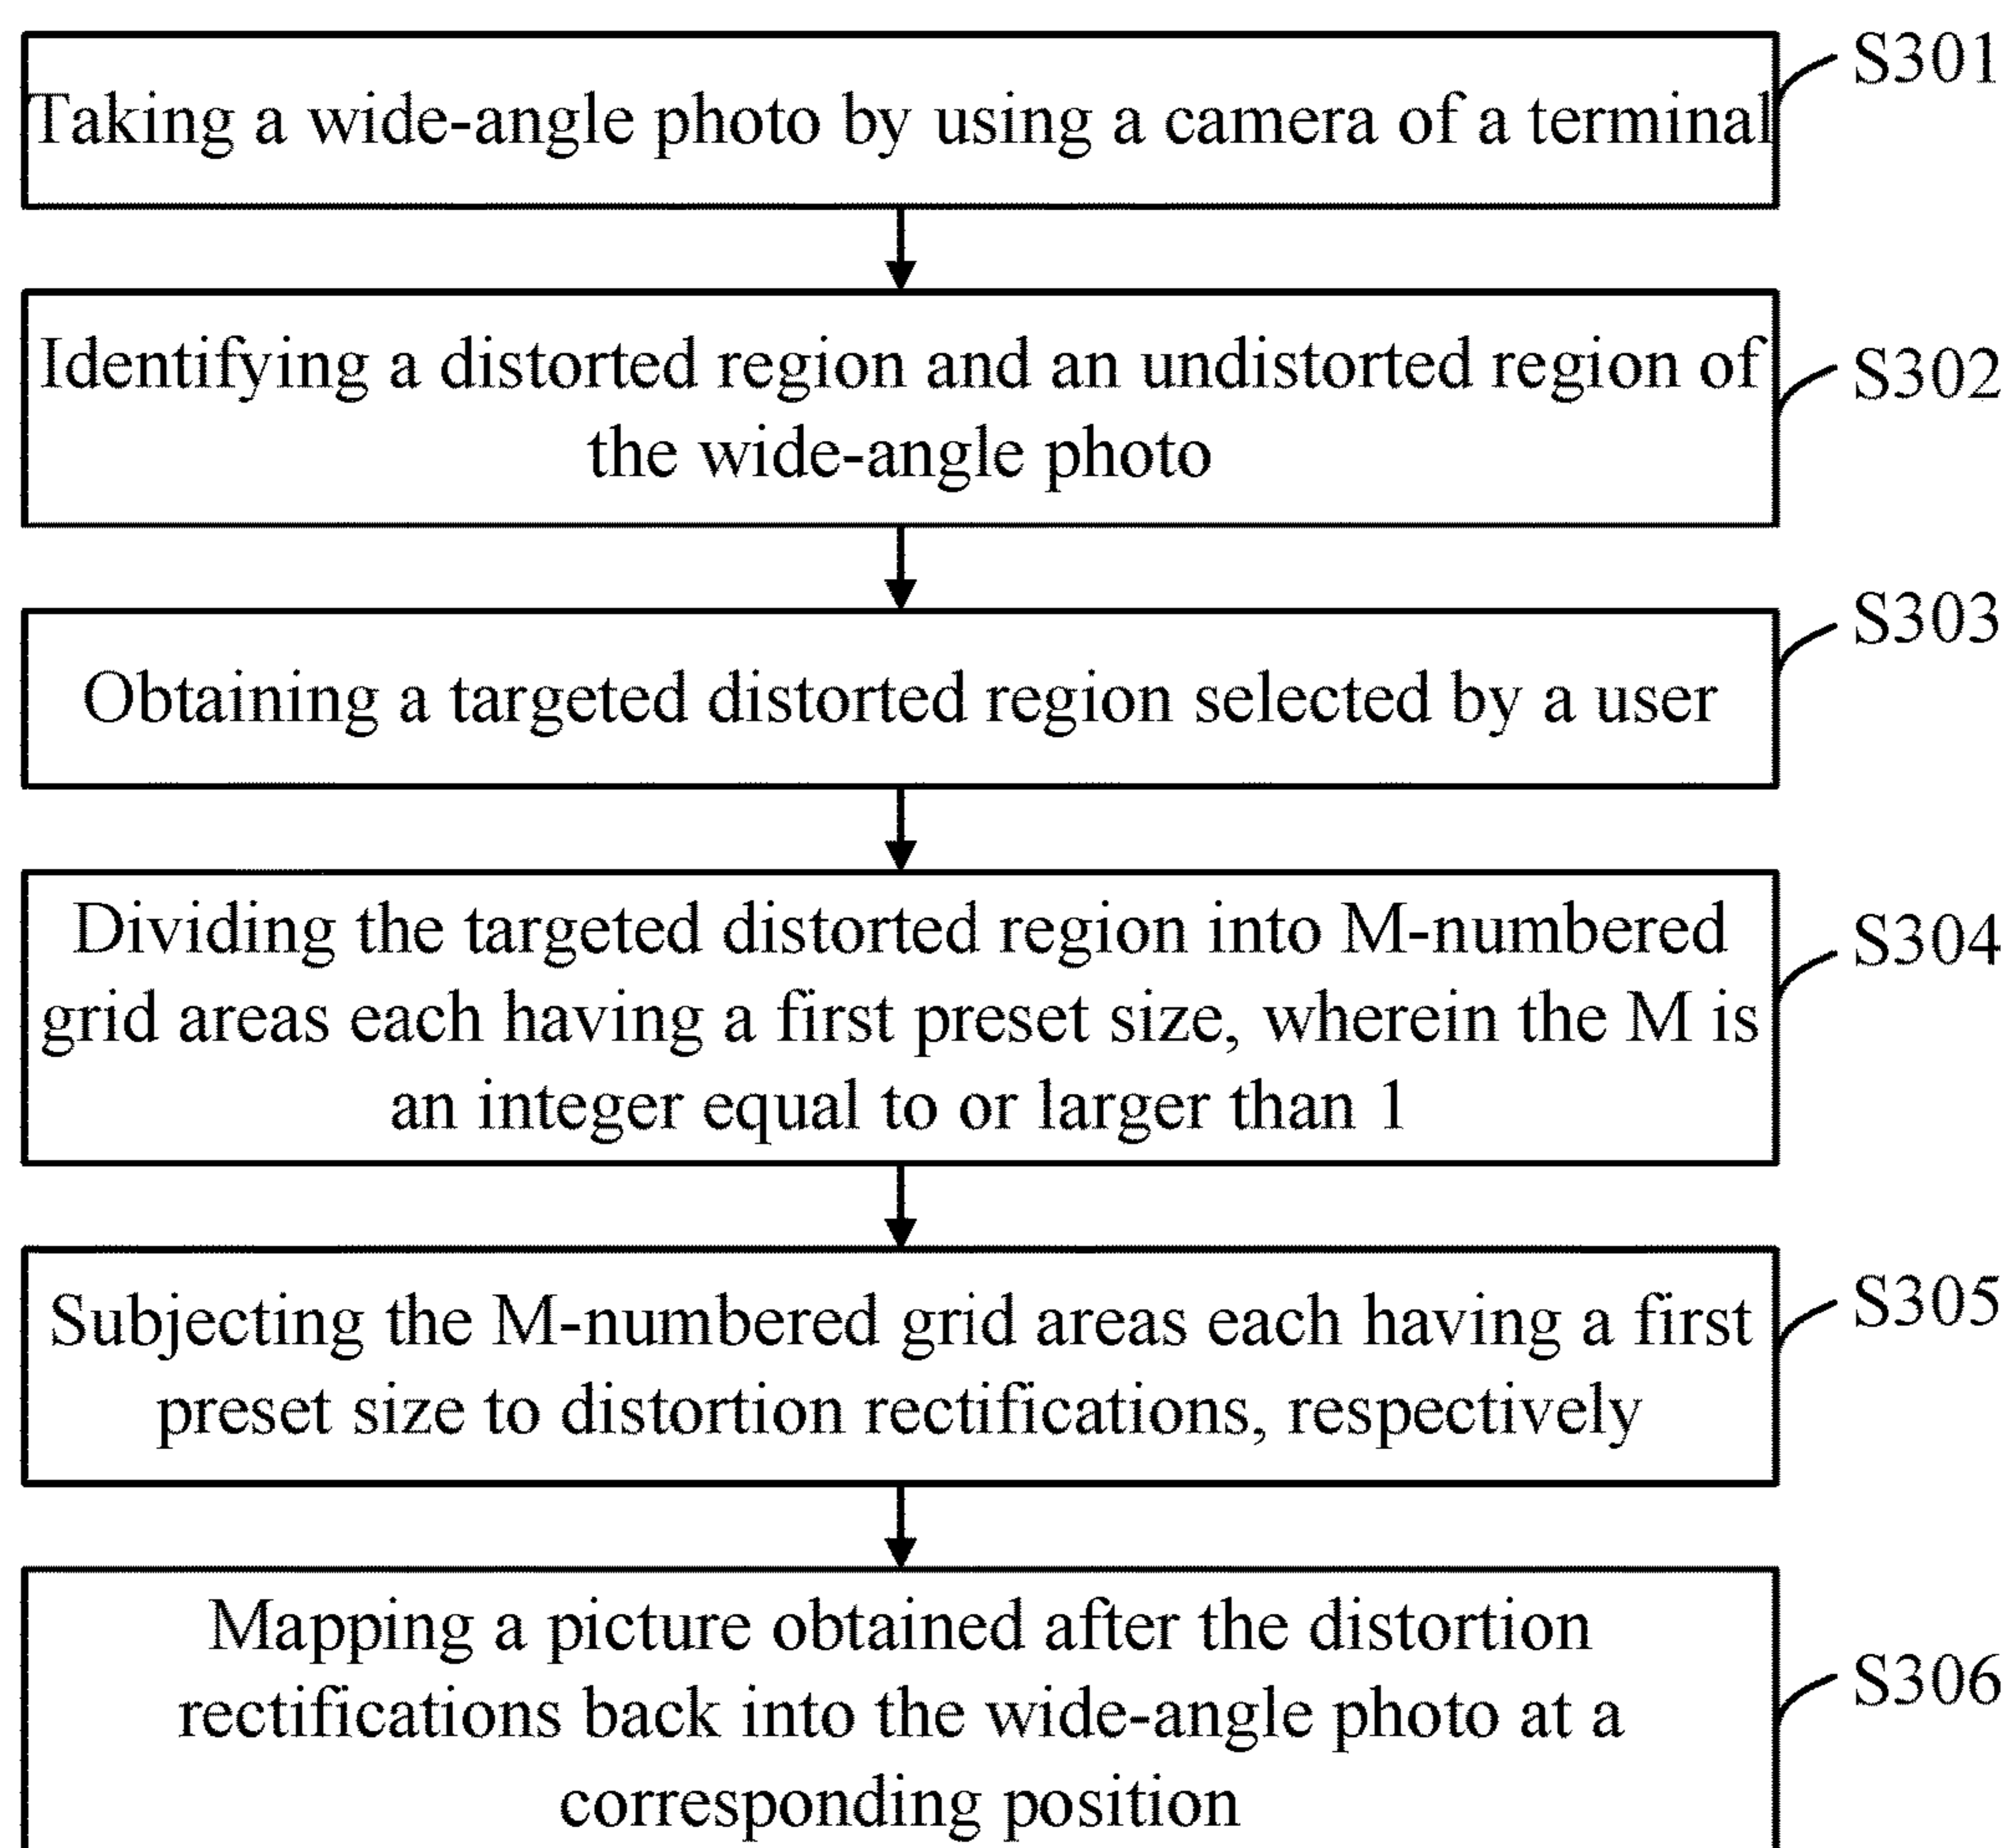 Taking a wide-angle photo by using a camera of a terminal
S301
Identifying a distorted region and an undistorted region of
the wide-angle photo
S302
Obtaining a targeted distorted region selected by a user
S303
Dividing the targeted distorted region into M-numbered
grid areas each having a first preset size, wherein the M is
an integer equal to or larger than 1
S304
Subjecting the M-numbered grid areas each having a first
preset size to distortion rectifications, respectively
S305
Mapping a picture obtained after the distortion
rectifications back into the wide-angle photo at a
corresponding position
S306